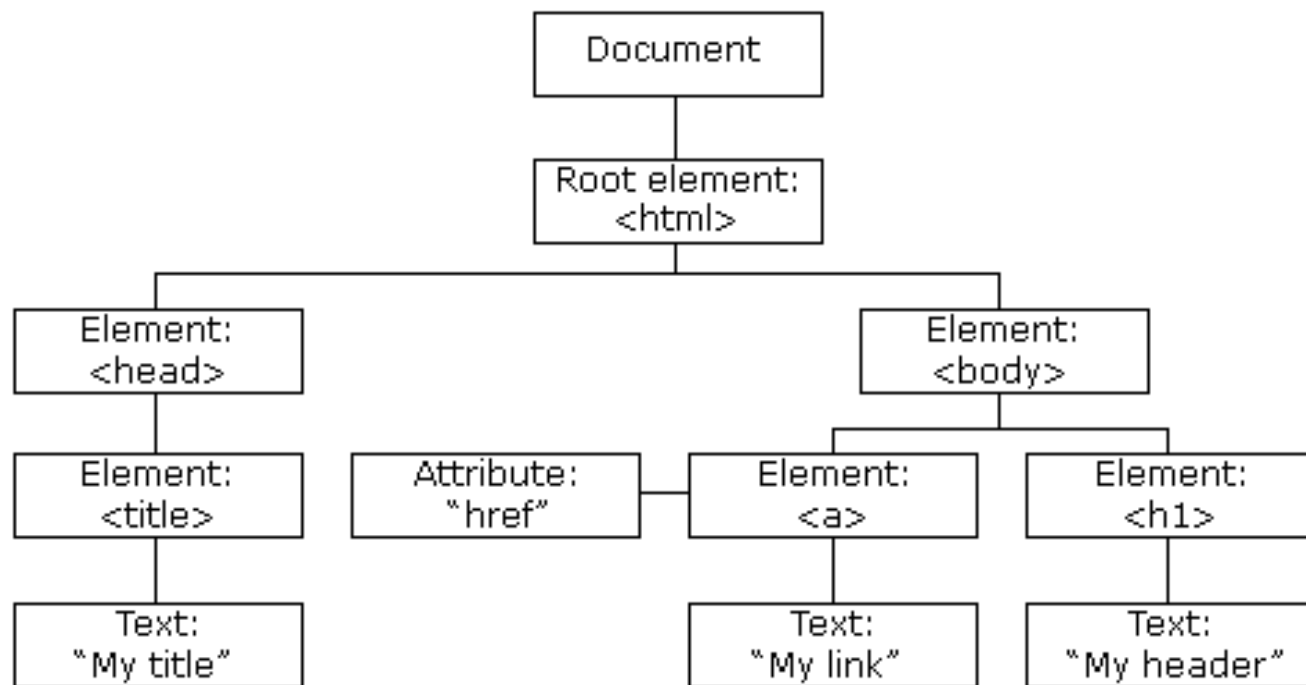 Document
Root element:
<html>
Element:
<head>
Element:
<body>
Element:
<title>
Attribute:
“href”
Element:
<a>
Element:
<h1>
Text:
“My title”
Text:
“My link”
Text:
“My header”